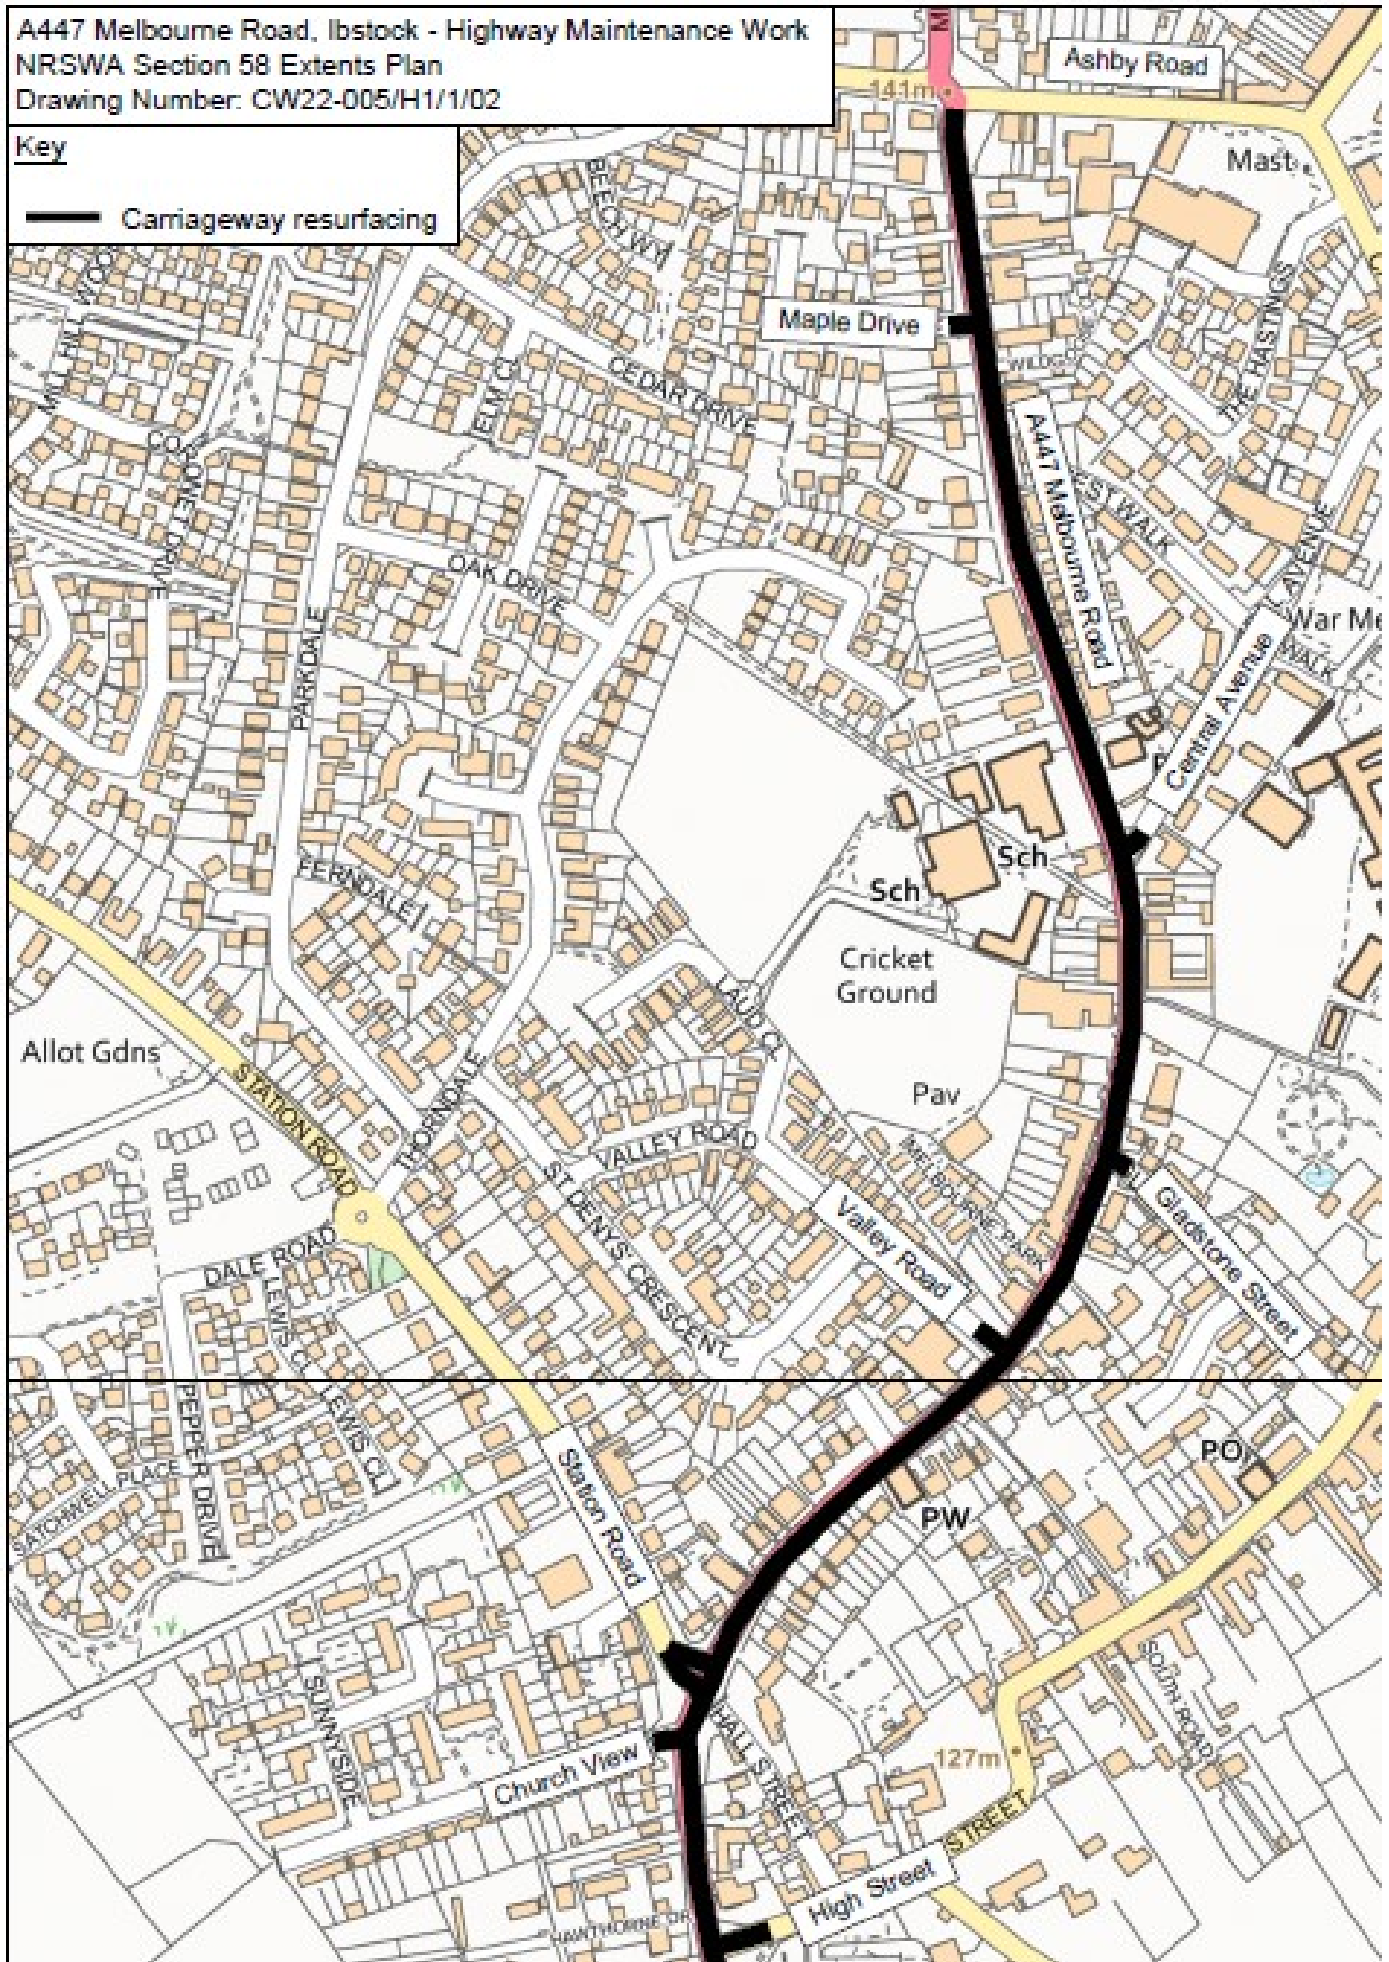 A447 Melbourne Road, Ibstock - Highway Maintenance Work
NRSWA Section 58 Extents Plan
Drawing Number: CW22-005/H1/1/02
Key
Carriageway resurfacing
M
141m
Ashby Road
Mast
BEECH WY
Maple Drive
CEDAR DRIVE
ELM CL
MILL HILL
THE HASTINGS
A447 Melbourne Road
WALK
OAK DRIVE
AVENUE
War Me
WALK
PARKDALE
Central Avenue
Sch
Sch
FERNDALE
Cricket
Ground
LAUD CL
Allot Gdns
STATION ROAD
THORNDALE
Pav
VALLEY ROAD
MELBOURNE PARK
ST DENYS' CRESCENT
Valley Road
Gladstone Street
DALE ROAD
LEWIS CL
LEWIS CL
PEPPER DRIVE
PLACE
Station Road
PO
PW
SUNNYSIDE
SOUTH ROAD
Church View
HALL STREET
127m
STREET
High Street
HAWTHORNE DR